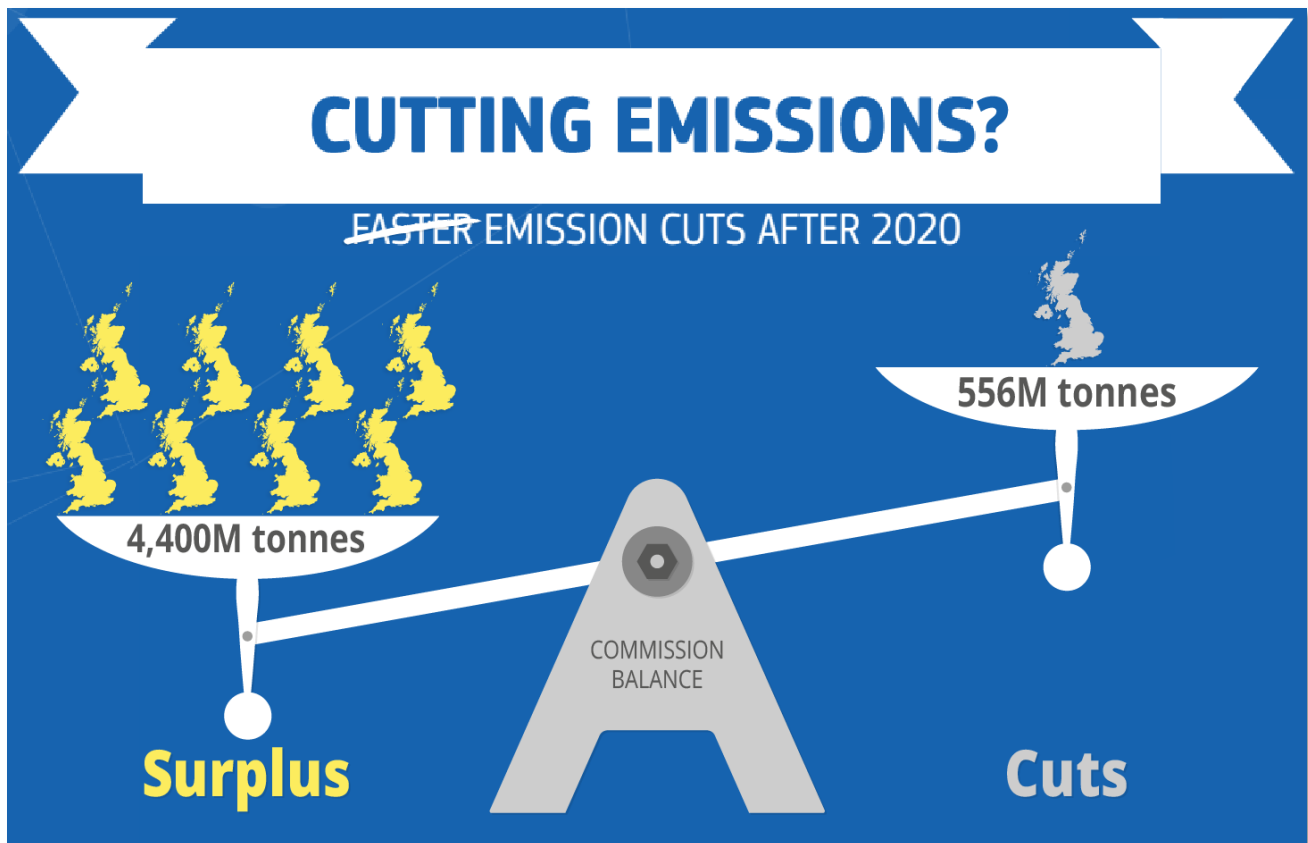 CUTTING EMISSIONS?
FASTER EMISSION CUTS AFTER 2020
556M tonnes
4,400M tonnes
COMMISSION
BALANCE
Surplus
Cuts